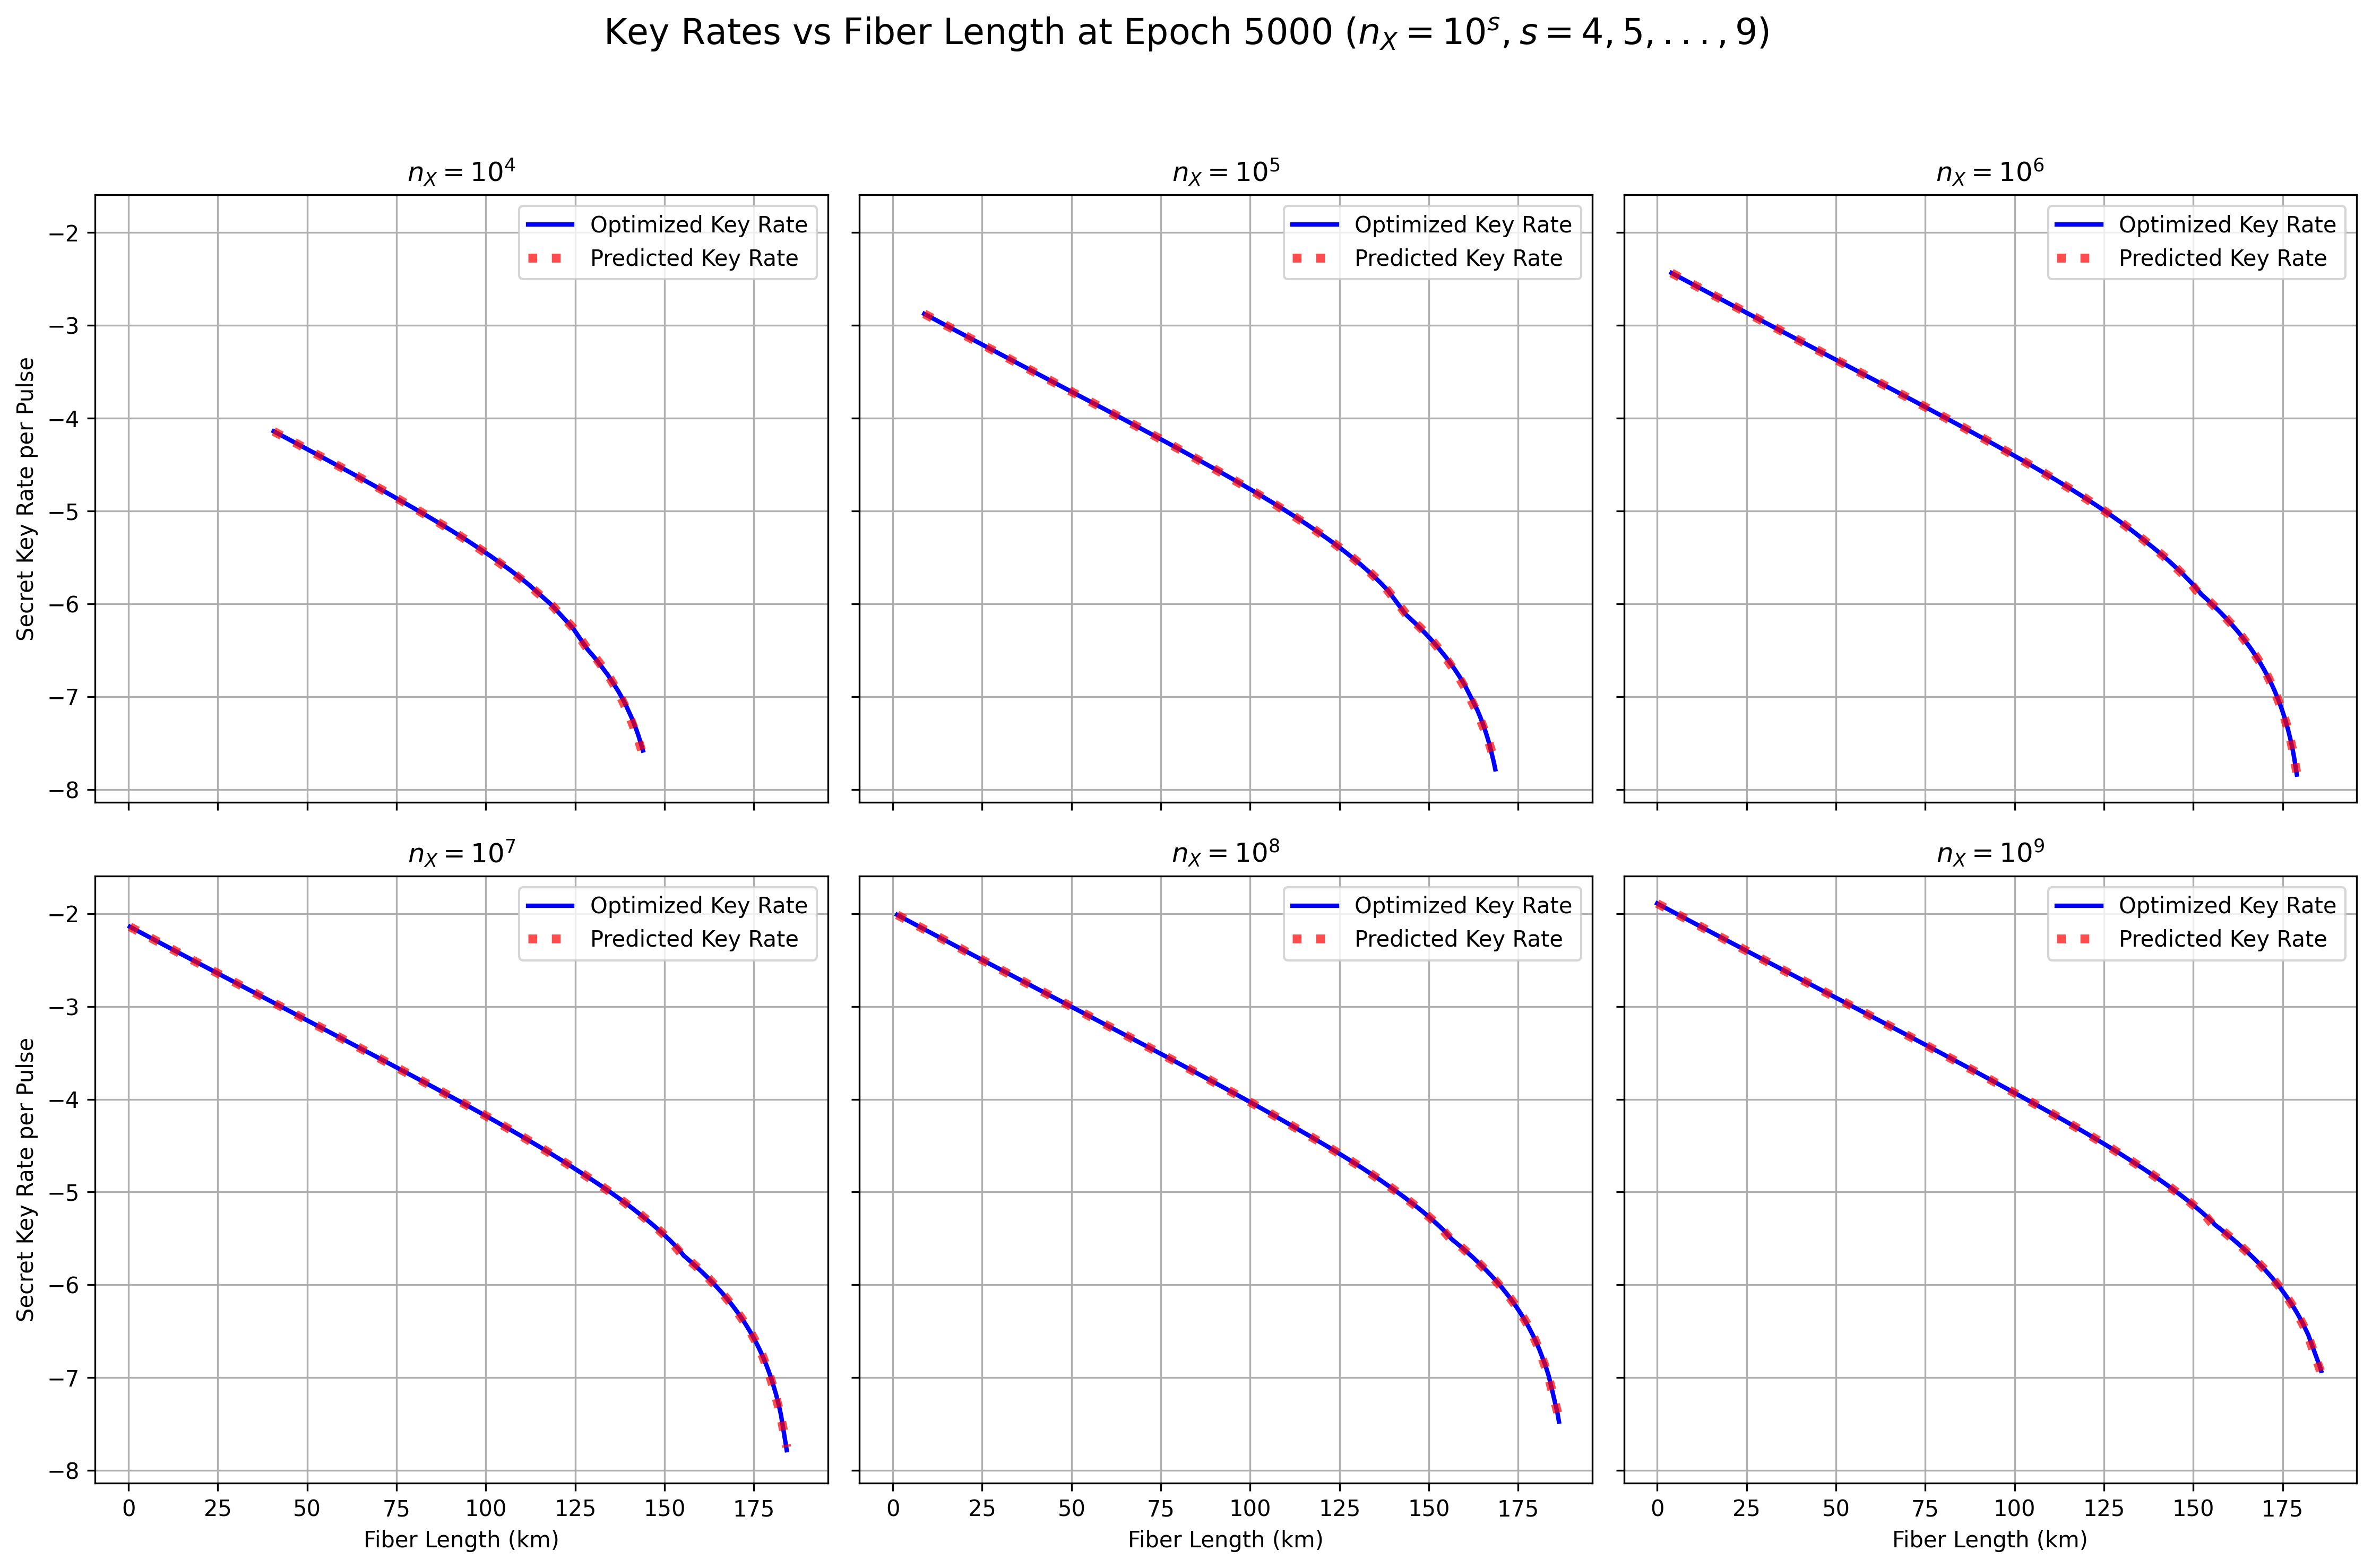 Key Rates vs Fiber Length at Epoch 5000 ($n_X = 10^s, s = 4, 5, . . . , 9$)
$n_X = 10^4$
Optimized Key Rate
Predicted Key Rate
−2
−3
−4
−5
−6
−7
−8
Secret Key Rate per Pulse
$n_X = 10^5$
Optimized Key Rate
Predicted Key Rate
$n_X = 10^6$
Optimized Key Rate
Predicted Key Rate
$n_X = 10^7$
Optimized Key Rate
Predicted Key Rate
−2
−3
−4
−5
−6
−7
−8
Secret Key Rate per Pulse
0 25 50 75 100 125 150 175
Fiber Length (km)
$n_X = 10^8$
Optimized Key Rate
Predicted Key Rate
0 25 50 75 100 125 150 175
Fiber Length (km)
$n_X = 10^9$
Optimized Key Rate
Predicted Key Rate
0 25 50 75 100 125 150 175
Fiber Length (km)